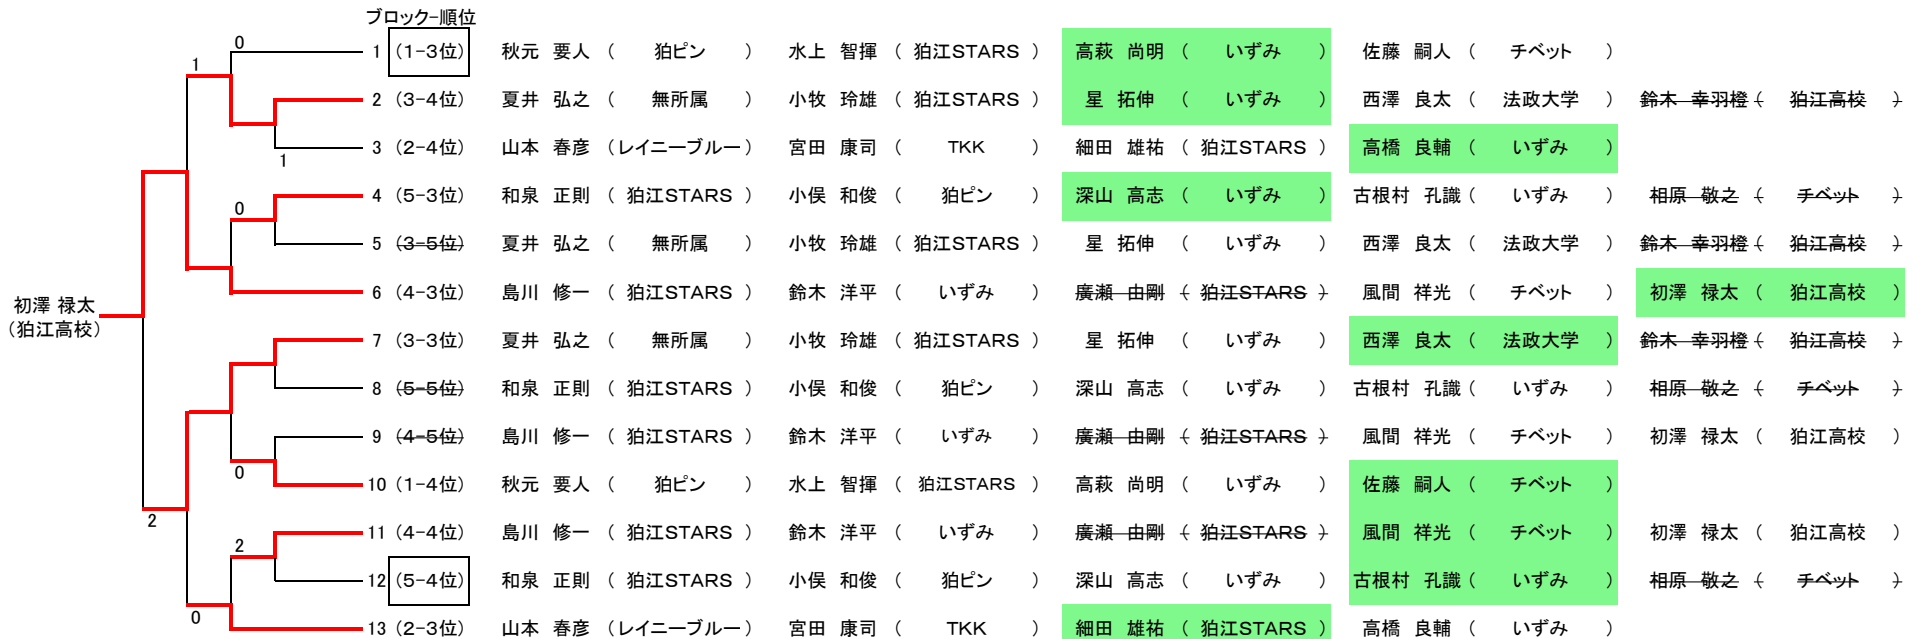 ブロック-順位
0
1 (1-3位) 秋元 要人 ( 狛ピン ) 水上 智揮 ( 狛江STARS ) 高萩 尚明 ( いずみ ) 佐藤 嗣人 ( チベット )
1
2 (3-4位) 夏井 弘之 ( 無所属 ) 小牧 玲雄 ( 狛江STARS ) 星 拓伸 ( いずみ ) 西澤 良太 ( 法政大学 ) 鈴木 幸羽橙 ( 狛江高校 )
3 (2-4位) 山本 春彦 (レイニーブルー) 宮田 康司 ( TKK ) 細田 雄祐 ( 狛江STARS ) 高橋 良輔 ( いずみ )
1
4 (5-3位) 和泉 正則 ( 狛江STARS ) 小俣 和俊 ( 狛ピン ) 深山 高志 ( いずみ ) 古根村 孔識 ( いずみ ) 相原 敬之 ( チベット )
0
5 (3-5位) 夏井 弘之 ( 無所属 ) 小牧 玲雄 ( 狛江STARS ) 星 拓伸 ( いずみ ) 西澤 良太 ( 法政大学 ) 鈴木 幸羽橙 ( 狛江高校 )
6 (4-3位) 島川 修一 ( 狛江STARS ) 鈴木 洋平 ( いずみ ) 廣瀬 由剛 ( 狛江STARS ) 風間 祥光 ( チベット ) 初澤 禄太 ( 狛江高校 )
初澤 禄太
(狛江高校)
7 (3-3位) 夏井 弘之 ( 無所属 ) 小牧 玲雄 ( 狛江STARS ) 星 拓伸 ( いずみ ) 西澤 良太 ( 法政大学 ) 鈴木 幸羽橙 ( 狛江高校 )
8 (5-5位) 和泉 正則 ( 狛江STARS ) 小俣 和俊 ( 狛ピン ) 深山 高志 ( いずみ ) 古根村 孔識 ( いずみ ) 相原 敬之 ( チベット )
9 (4-5位) 島川 修一 ( 狛江STARS ) 鈴木 洋平 ( いずみ ) 廣瀬 由剛 ( 狛江STARS ) 風間 祥光 ( チベット ) 初澤 禄太 ( 狛江高校 )
0
10 (1-4位) 秋元 要人 ( 狛ピン ) 水上 智揮 ( 狛江STARS ) 高萩 尚明 ( いずみ ) 佐藤 嗣人 ( チベット )
2
11 (4-4位) 島川 修一 ( 狛江STARS ) 鈴木 洋平 ( いずみ ) 廣瀬 由剛 ( 狛江STARS ) 風間 祥光 ( チベット ) 初澤 禄太 ( 狛江高校 )
2
12 (5-4位) 和泉 正則 ( 狛江STARS ) 小俣 和俊 ( 狛ピン ) 深山 高志 ( いずみ ) 古根村 孔識 ( いずみ ) 相原 敬之 ( チベット )
0
13 (2-3位) 山本 春彦 (レイニーブルー) 宮田 康司 ( TKK ) 細田 雄祐 ( 狛江STARS ) 高橋 良輔 ( いずみ )